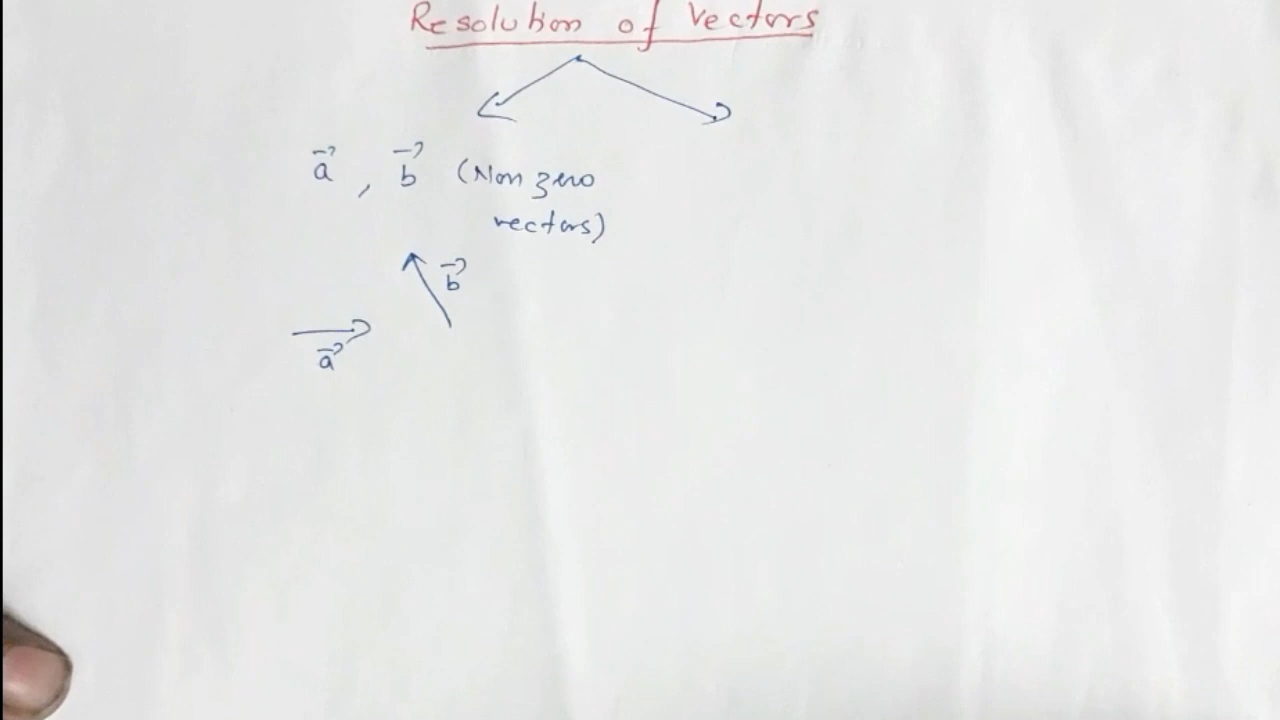 Resolution of Vectors
a⃗ , b⃗ (Non zero
vectors)
b⃗
a⃗